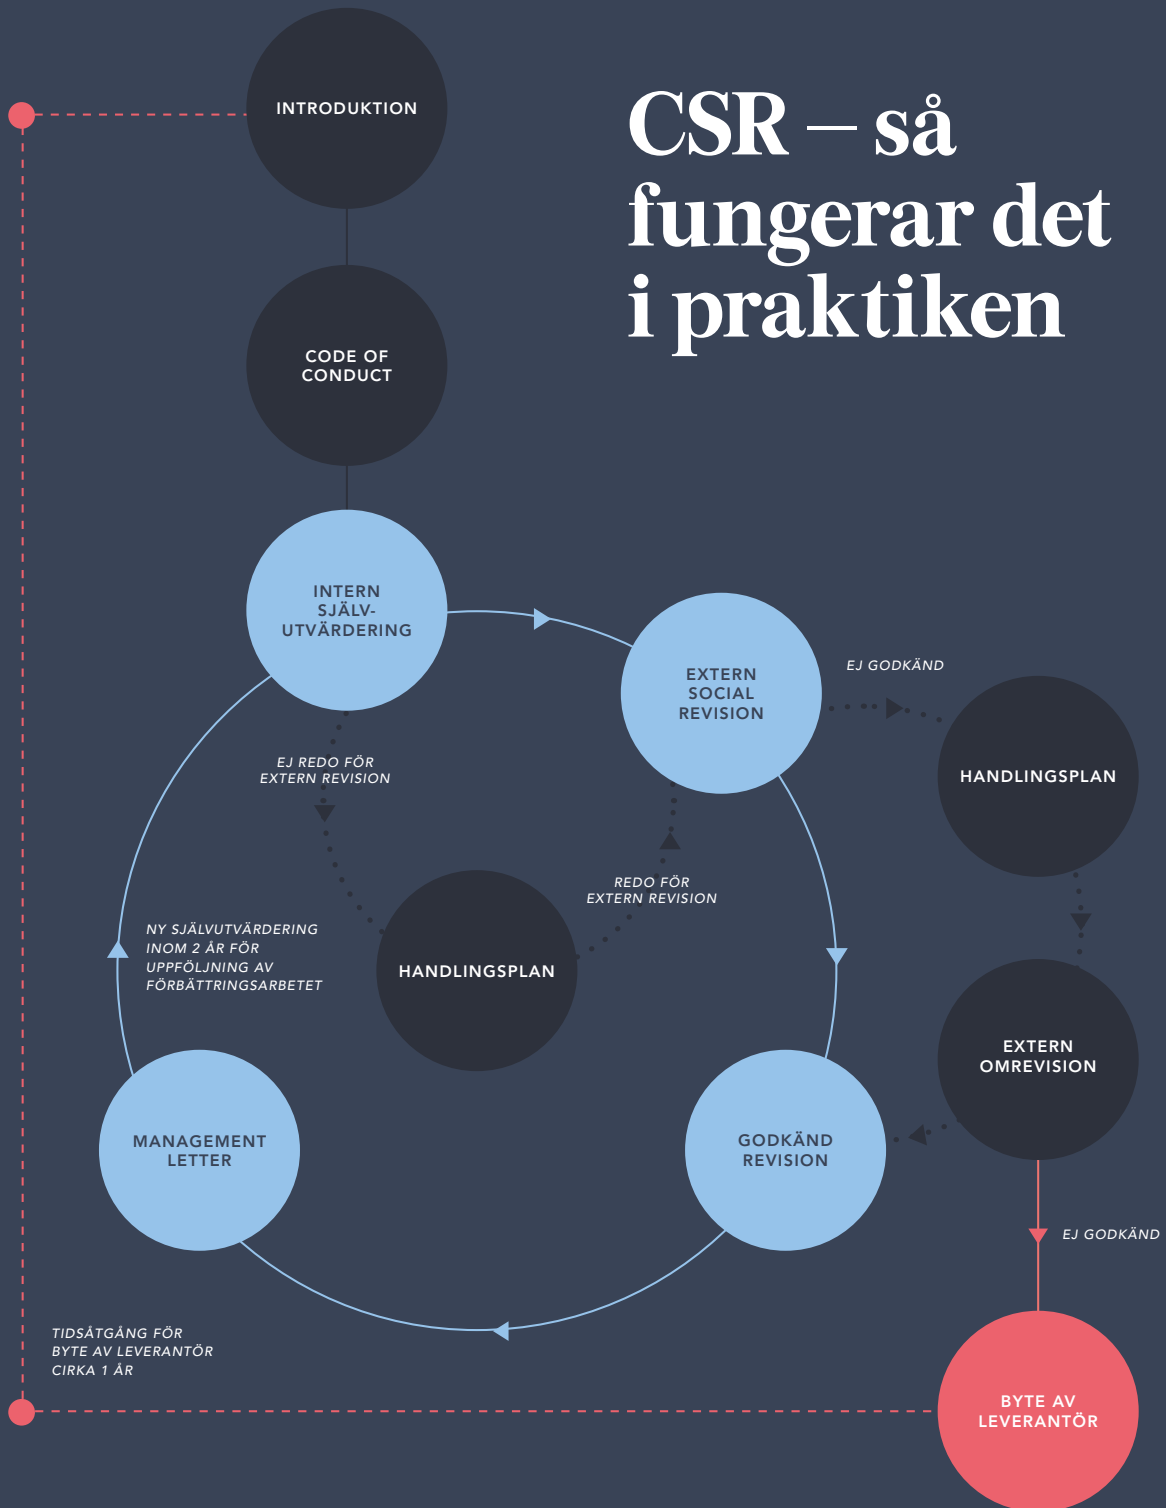 CSR – så
fungerar det
i praktiken
INTRODUKTION
CODE OF
CONDUCT
INTERN
SJÄLV-
UTVÄRDERING
EXTERN
SOCIAL
REVISION
EJ GODKÄND
HANDLINGSPLAN
EJ REDO FÖR
EXTERN REVISION
REDO FÖR
EXTERN REVISION
HANDLINGSPLAN
NY SJÄLVUTVÄRDERING
INOM 2 ÅR FÖR
UPPFÖLJNING AV
FÖRBÄTTRINGSARBETET
EXTERN
OMREVISION
MANAGEMENT
LETTER
GODKÄND
REVISION
EJ GODKÄND
TIDSÅTGÅNG FÖR
BYTE AV LEVERANTÖR
CIRKA 1 ÅR
BYTE AV
LEVERANTÖR